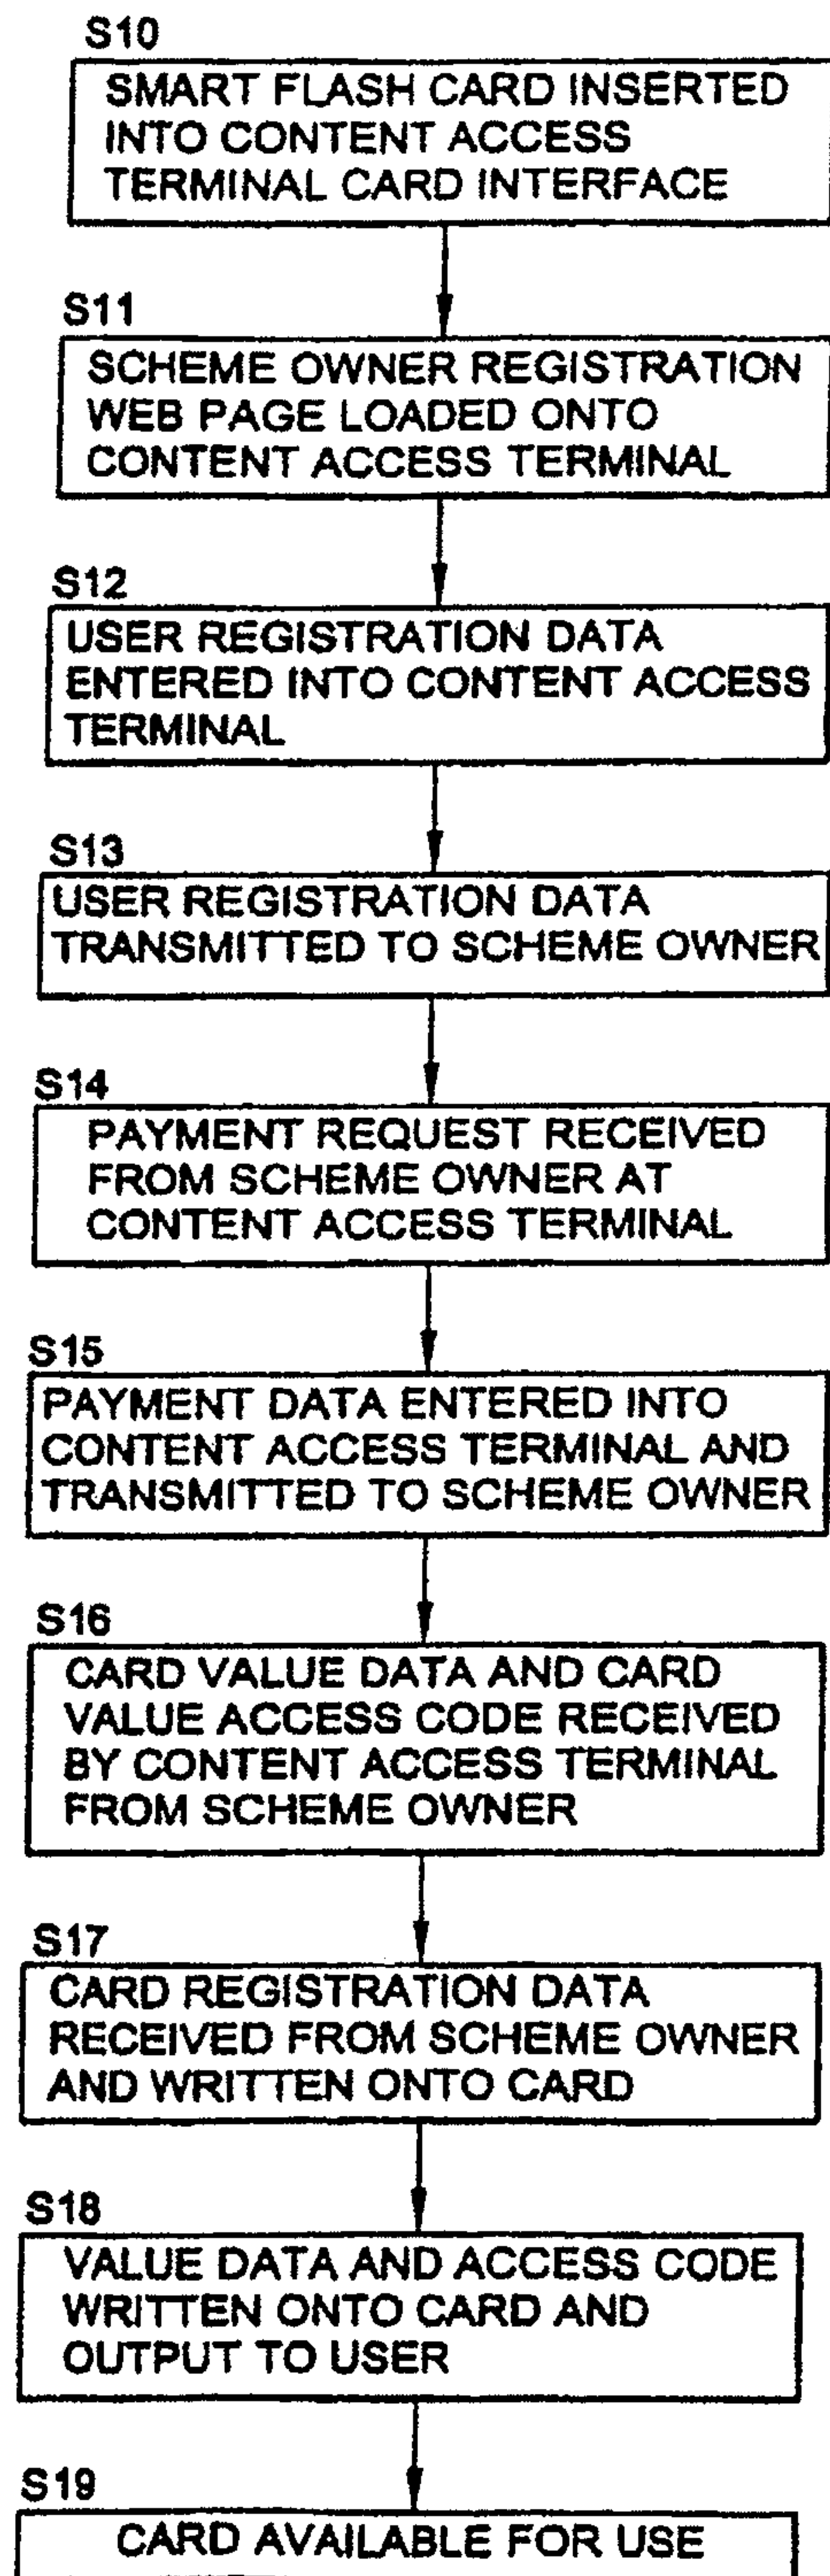 S10
SMART FLASH CARD INSERTED
INTO CONTENT ACCESS
TERMINAL CARD INTERFACE
S11
SCHEME OWNER REGISTRATION
WEB PAGE LOADED ONTO
CONTENT ACCESS TERMINAL
S12
USER REGISTRATION DATA
ENTERED INTO CONTENT ACCESS
TERMINAL
S13
USER REGISTRATION DATA
TRANSMITTED TO SCHEME OWNER
S14
PAYMENT REQUEST RECEIVED
FROM SCHEME OWNER AT
CONTENT ACCESS TERMINAL
S15
PAYMENT DATA ENTERED INTO
CONTENT ACCESS TERMINAL AND
TRANSMITTED TO SCHEME OWNER
S16
CARD VALUE DATA AND CARD
VALUE ACCESS CODE RECEIVED
BY CONTENT ACCESS TERMINAL
FROM SCHEME OWNER
S17
CARD REGISTRATION DATA
RECEIVED FROM SCHEME OWNER
AND WRITTEN ONTO CARD
S18
VALUE DATA AND ACCESS CODE
WRITTEN ONTO CARD AND
OUTPUT TO USER
S19
CARD AVAILABLE FOR USE